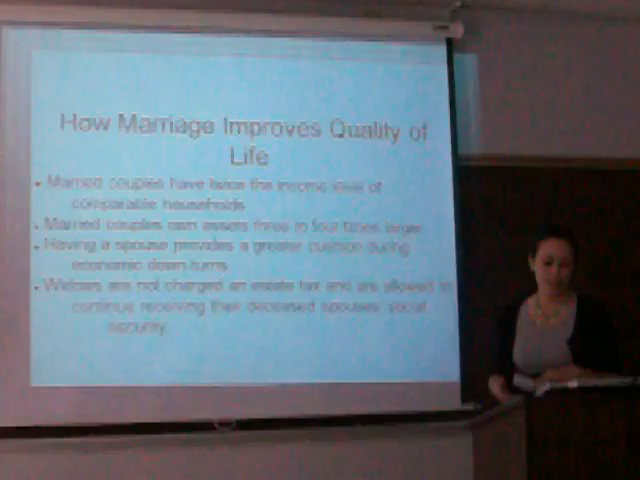 How Marriage Improves Quality of
Life
Married couples have twice the income level of
comparable households
Married couples own assets three to four times larger
Having a spouse provides a greater cushion during
economic down-turns
Widows are not charged an estate tax and are allowed to
continue receiving their deceased spouses' social
security